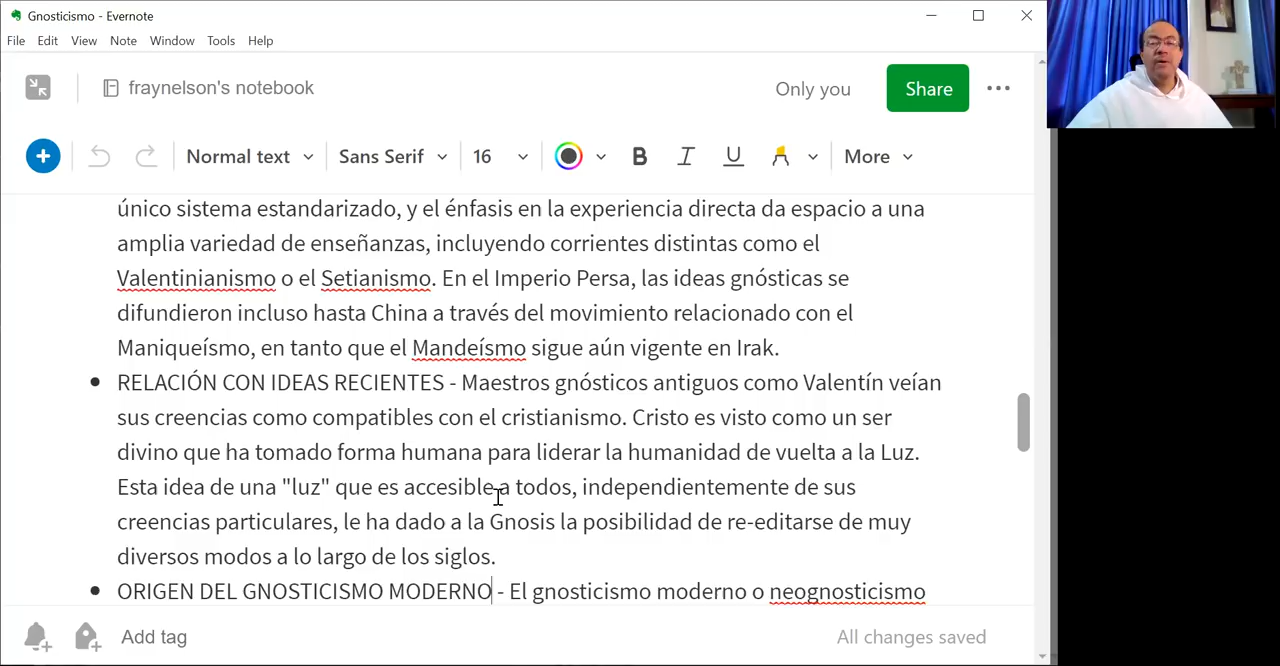 Gnosticismo - Evernote
File Edit View Note Window Tools Help
fraynelson's notebook
Only you
Share
Normal text
Sans Serif
16
B I U
More
único sistema estandarizado, y el énfasis en la experiencia directa da espacio a una
amplia variedad de enseñanzas, incluyendo corrientes distintas como el
Valentinianismo o el Setianismo. En el Imperio Persa, las ideas gnósticas se
difundieron incluso hasta China a través del movimiento relacionado con el
Maniqueísmo, en tanto que el Mandeísmo sigue aún vigente en Irak.
RELACIÓN CON IDEAS RECIENTES - Maestros gnósticos antiguos como Valentín veían
sus creencias como compatibles con el cristianismo. Cristo es visto como un ser
divino que ha tomado forma humana para liderar la humanidad de vuelta a la Luz.
Esta idea de una "luz" que es accesible a todos, independientemente de sus
creencias particulares, le ha dado a la Gnosis la posibilidad de re-editarse de muy
diversos modos a lo largo de los siglos.
ORIGEN DEL GNOSTICISMO MODERNO - El gnosticismo moderno o neognosticismo
Add tag
All changes saved